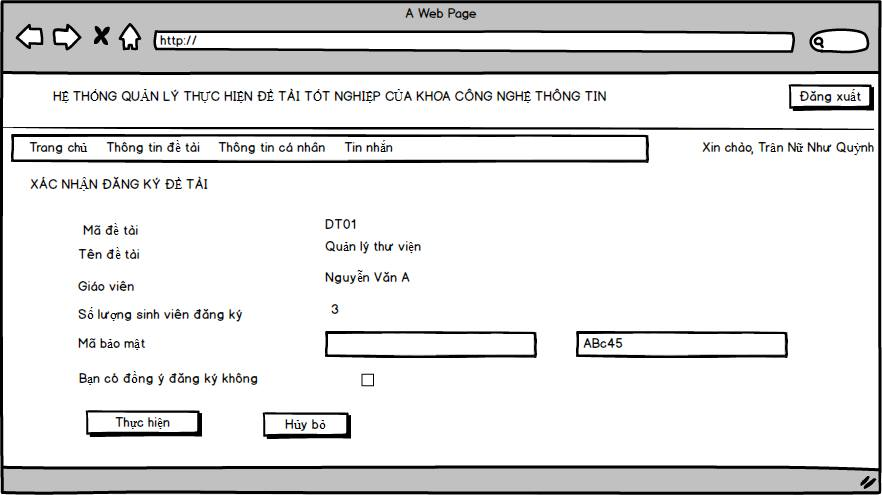 A Web Page
http://
HỆ THỐNG QUẢN LÝ THỰC HIỆN ĐỀ TÀI TỐT NGHIỆP CỦA KHOA CÔNG NGHỆ THÔNG TIN
Đăng xuất
Trang chủ Thông tin đề tài Thông tin cá nhân Tin nhắn
Xin chào, Trần Nữ Như Quỳnh
XÁC NHẬN ĐĂNG KÝ ĐỀ TÀI
Mã đề tài DT01
Tên đề tài Quản lý thư viện
Giáo viên Nguyễn Văn A
Số lượng sinh viên đăng ký 3
Mã bảo mật ABc45
Bạn có đồng ý đăng ký không
Thực hiện Hủy bỏ